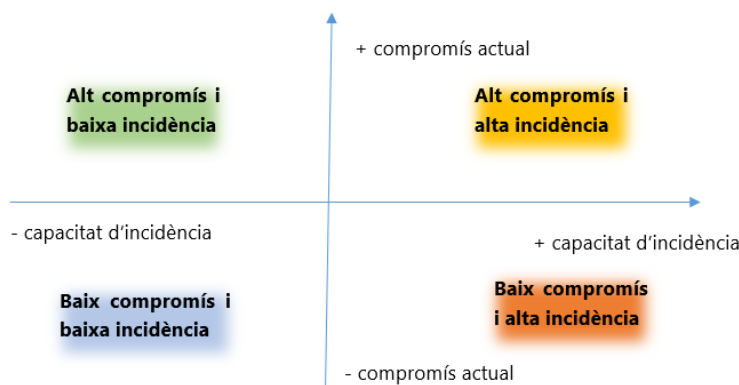 + compromís actual
Alt compromís i
baixa incidència
Alt compromís i
alta incidència
- capacitat d’incidència
+ capacitat d’incidència
Baix compromís i
baixa incidència
Baix compromís
i alta incidència
- compromís actual